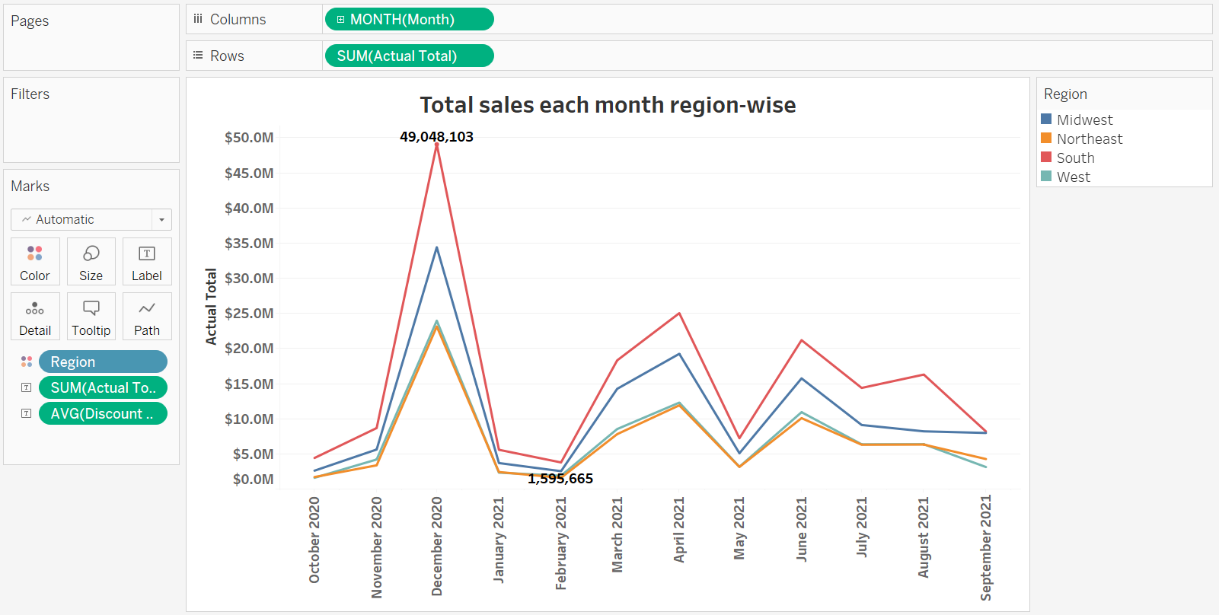 Pages
Columns
MONTH(Month)
Rows
SUM(Actual Total)
Filters
Marks
Automatic
Color
Size
Label
Detail
Tooltip
Path
Region
SUM(Actual To..
AVG(Discount ..
Total sales each month region-wise
Actual Total
$50.0M
$45.0M
$40.0M
$35.0M
$30.0M
$25.0M
$20.0M
$15.0M
$10.0M
$5.0M
$0.0M
49,048,103
1,595,665
October 2020
November 2020
December 2020
January 2021
February 2021
March 2021
April 2021
May 2021
June 2021
July 2021
August 2021
September 2021
Region
Midwest
Northeast
South
West